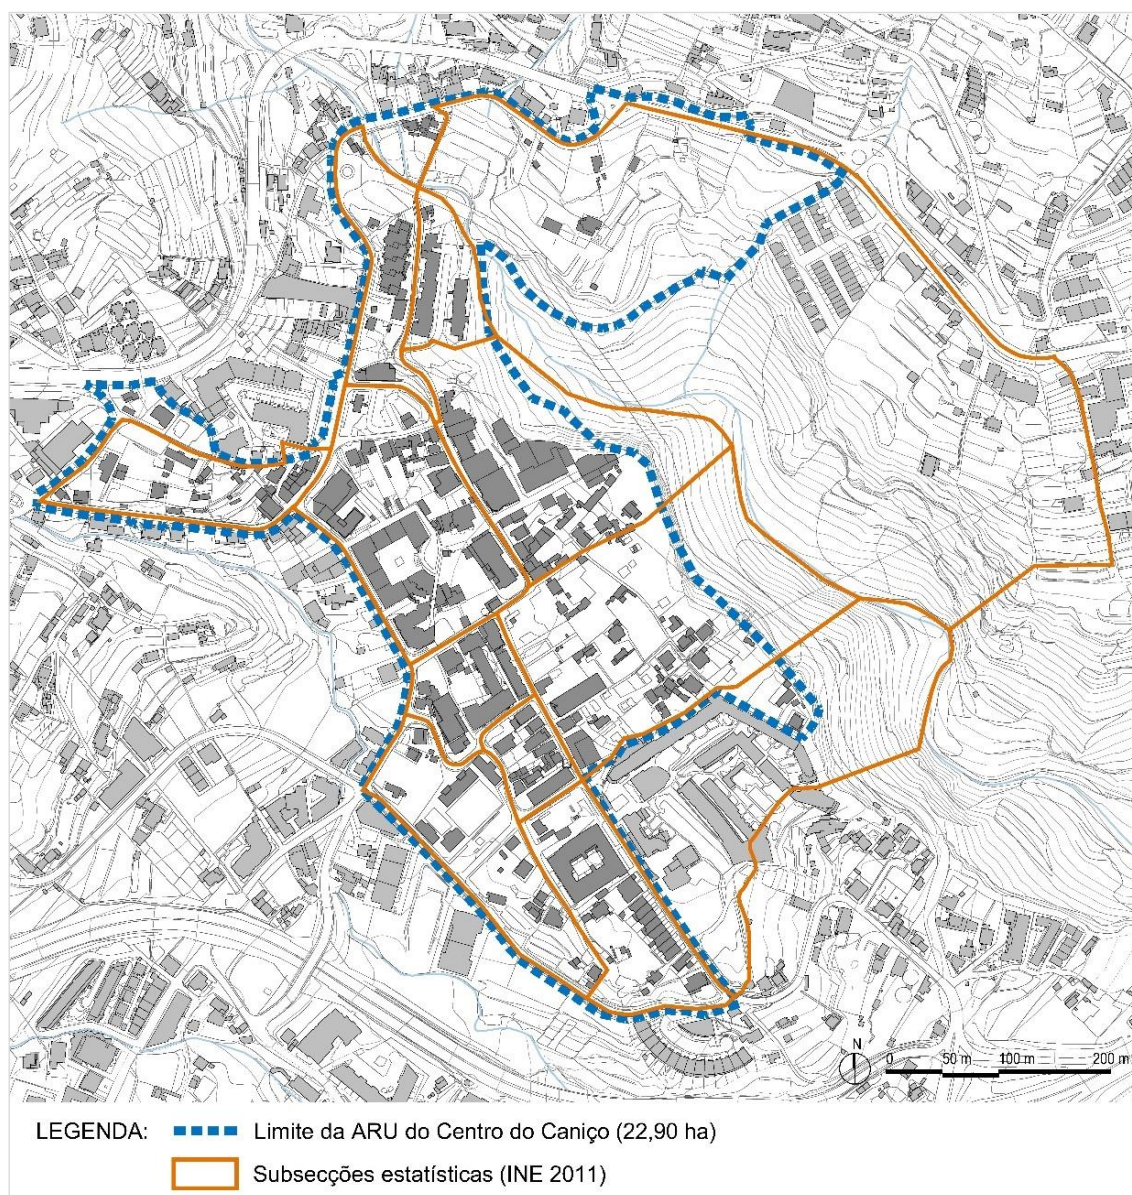 N
0 50 m 100 m 200 m
LEGENDA: Limite da ARU do Centro do Caniço (22,90 ha)
Subsecções estatísticas (INE 2011)